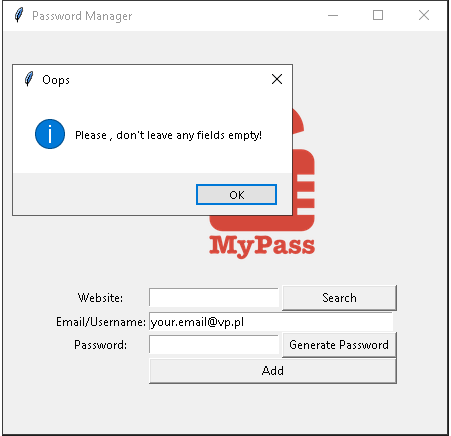 Password Manager
Oops
Please , don't leave any fields empty!
OK
MyPass
Website:
Search
Email/Username:
your.email@vp.pl
Password:
Generate Password
Add